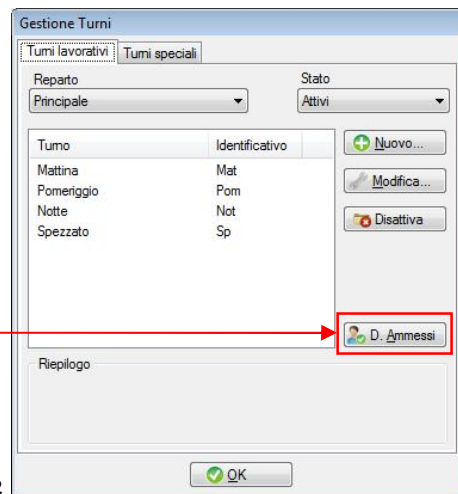 Gestione Turni
Turni lavorativi Turni speciali
Reparto Stato
Principale Attivi
Turno Identificativo
Nuovo...
Mattina Mat
Pomeriggio Pom
Modifica...
Notte Not
Disattiva
Spezzato Sp
D. Ammessi
Riepilogo
OK
2